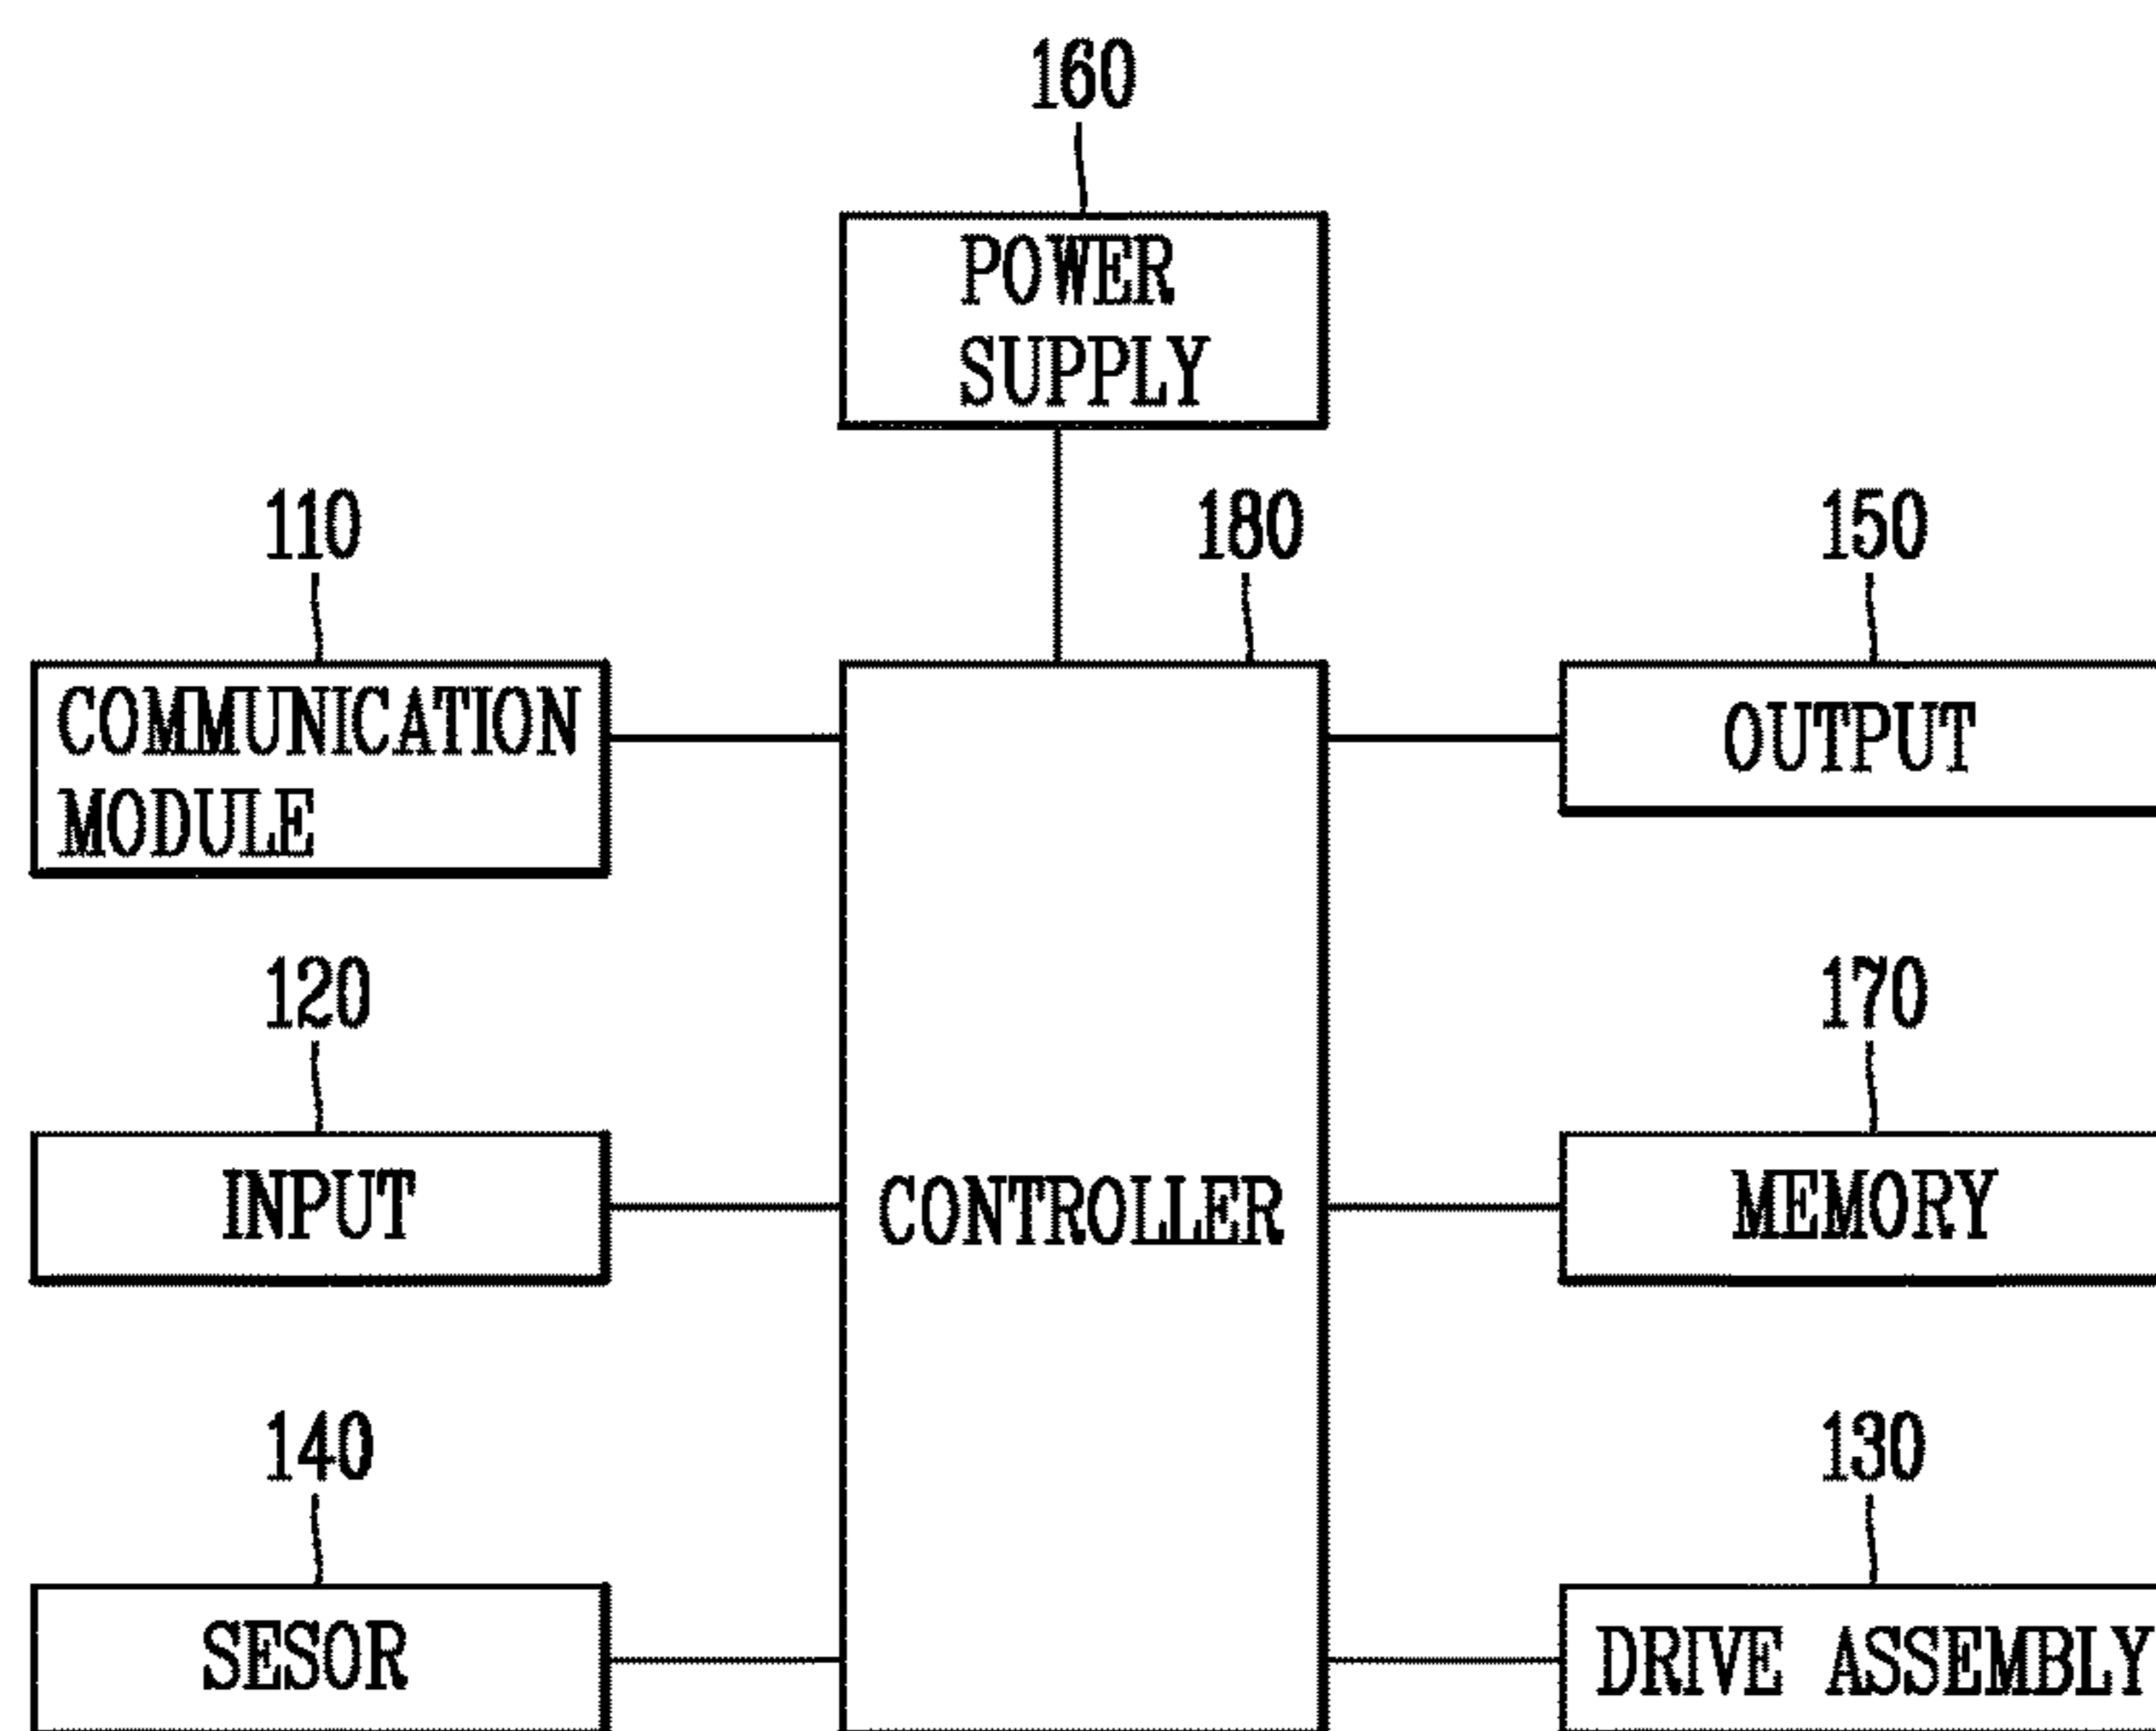 160
POWER
SUPPLY
110
180
150
COMMUNICATION
MODULE
OUTPUT
120
170
INPUT
CONTROLLER
MEMORY
140
130
SESOR
DRIVE ASSEMBLY